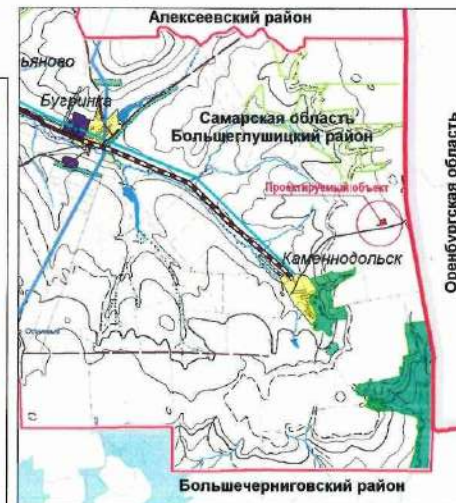 Алексеевский район
ьяново
Бугринка
Самарская область
Большеглушицкий район
Проектируемый объект
Оренбургская область
Каменнодольск
Большечерниговский район